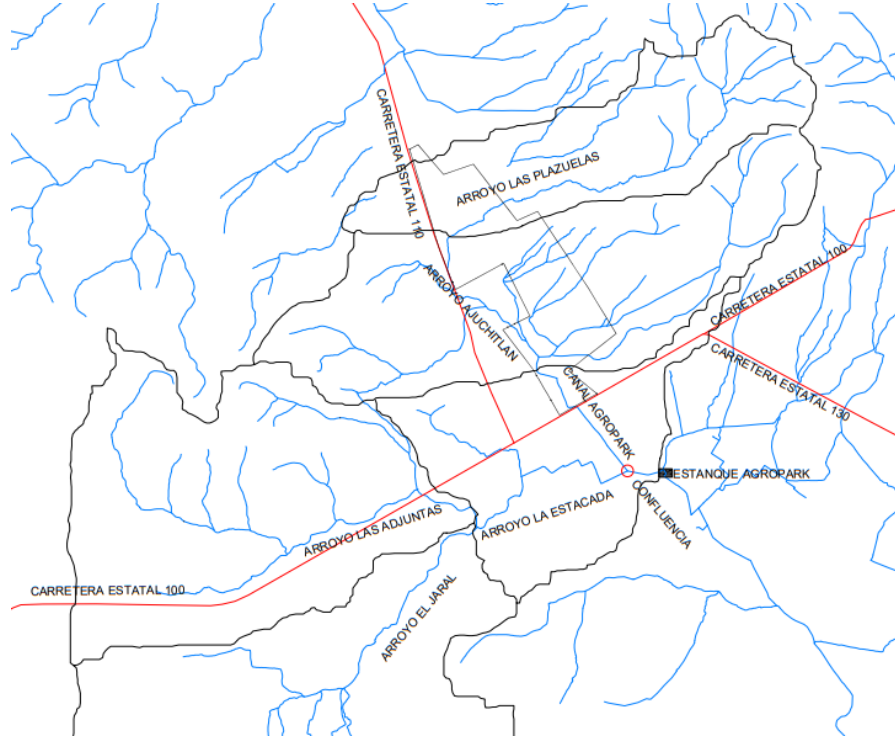 CARRETERA ESTATAL 110
ARROYO LAS PLAZUELAS
ARROYO AJUCHITLAN
CARRETERA ESTATAL 100
CARRETERA ESTATAL 130
CANAL AGROPARK
ESTANQUE AGROPARK
CONFLUENCIA
ARROYO LA ESTACADA
ARROYO LAS ADJUNTAS
CARRETERA ESTATAL 100
ARROYO EL JARAL